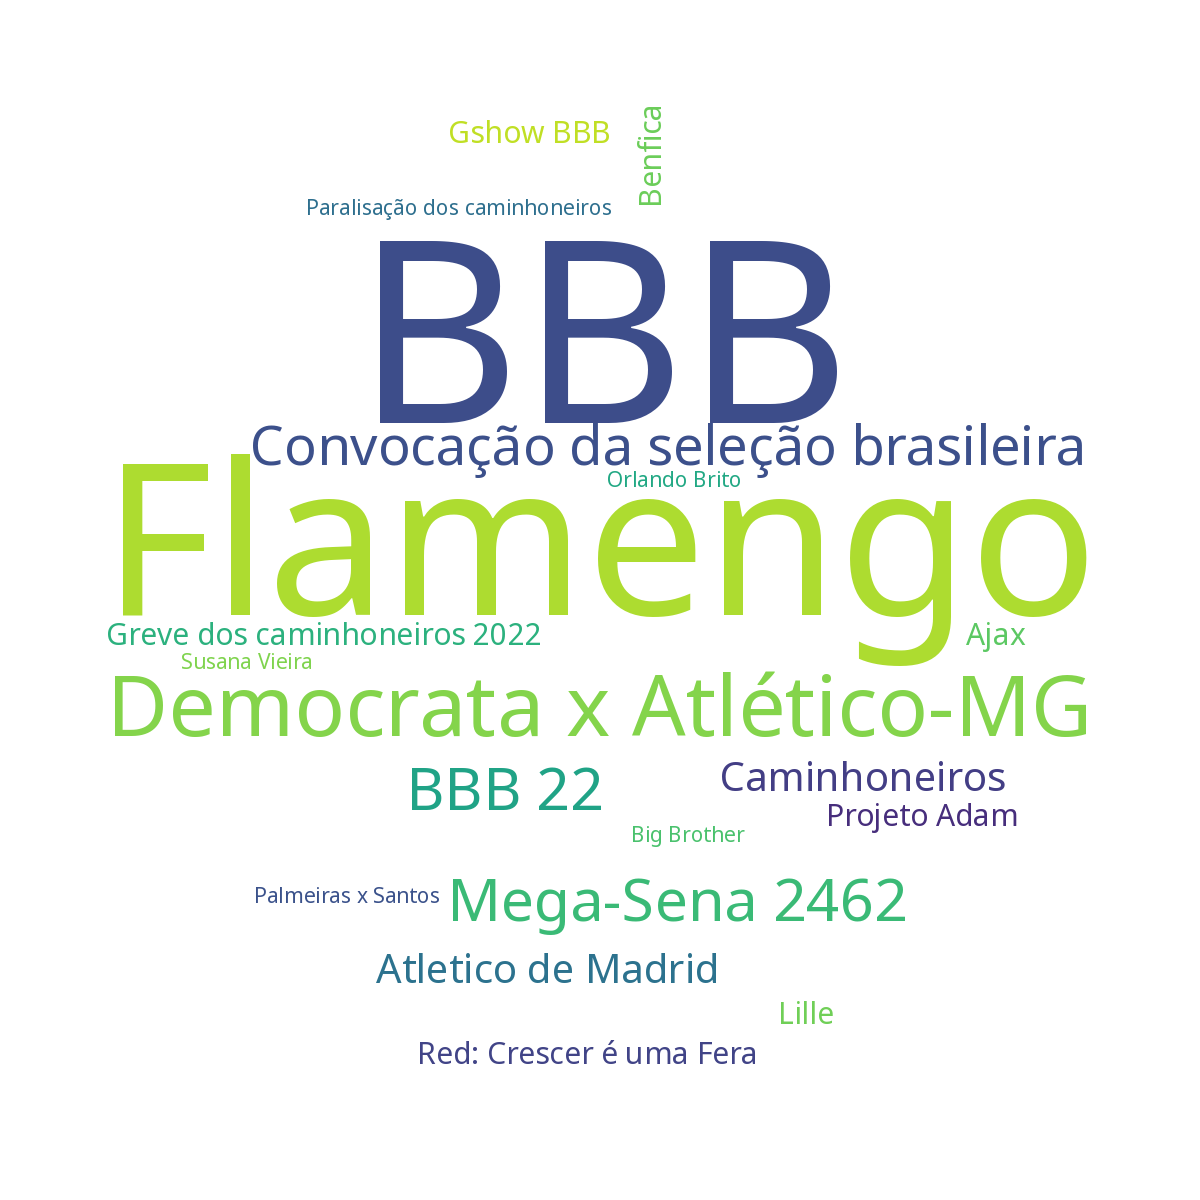 Gshow BBB
Benfica
Paralisação dos caminhoneiros
BBB
Convocação da seleção brasileira
Orlando Brito
Flamengo
Greve dos caminhoneiros 2022
Ajax
Susana Vieira
Democrata x Atlético-MG
BBB 22
Caminhoneiros
Projeto Adam
Big Brother
Palmeiras x Santos
Mega-Sena 2462
Atletico de Madrid
Lille
Red: Crescer é uma Fera